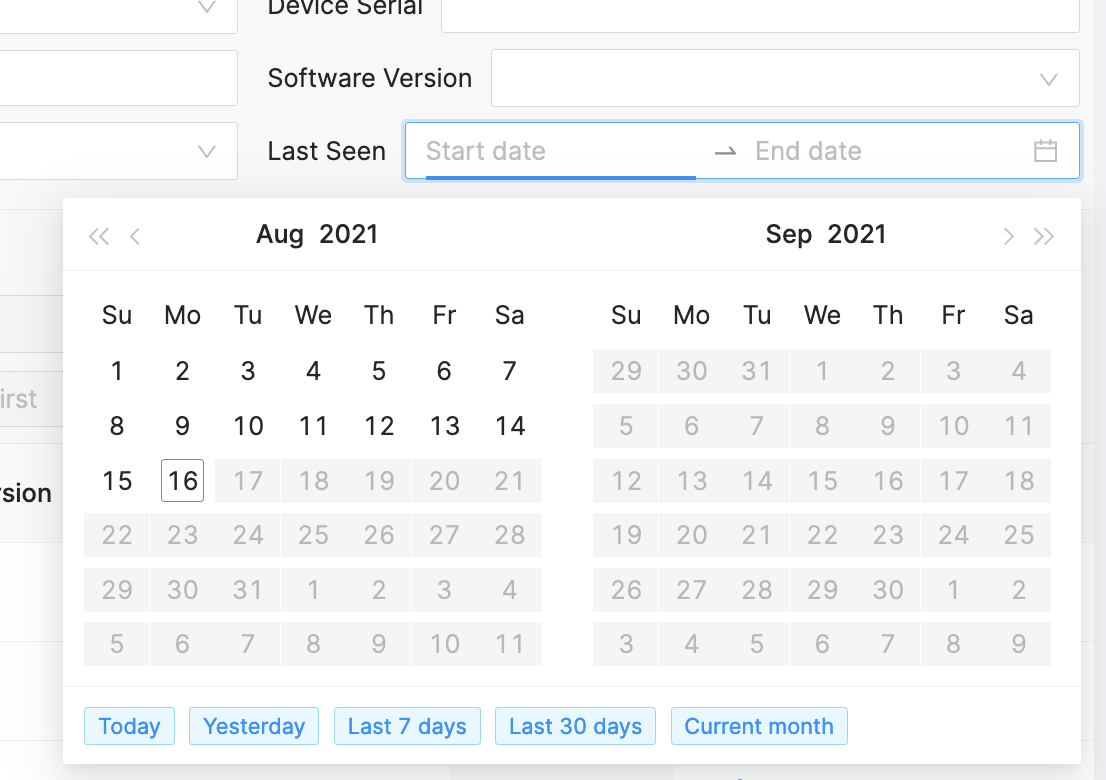 Device Serial
Software Version
Last Seen Start date End date
Aug 2021 Sep 2021
Su Mo Tu We Th Fr Sa Su Mo Tu We Th Fr Sa
1 2 3 4 5 6 7 29 30 31 1 2 3 4
irst
8 9 10 11 12 13 14 5 6 7 8 9 10 11
rsion 15 16 17 18 19 20 21 12 13 14 15 16 17 18
22 23 24 25 26 27 28 19 20 21 22 23 24 25
29 30 31 1 2 3 4 26 27 28 29 30 1 2
5 6 7 8 9 10 11 3 4 5 6 7 8 9
Today Yesterday Last 7 days Last 30 days Current month